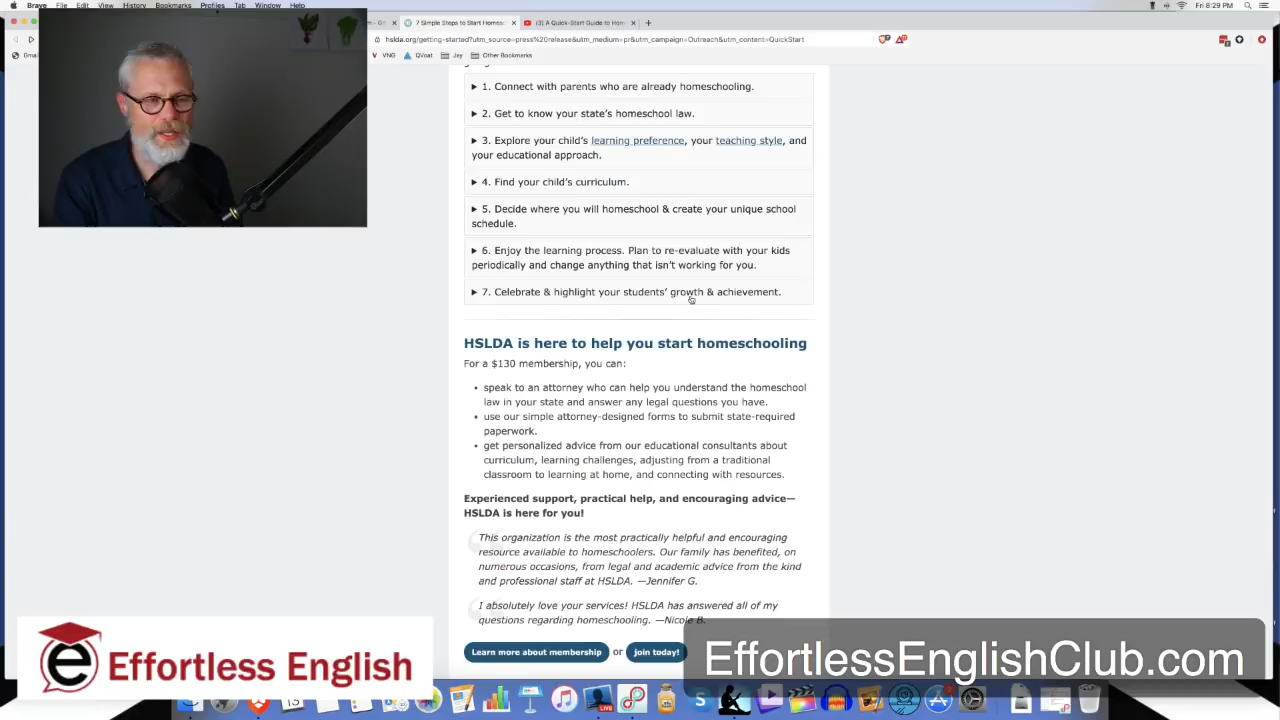 Brave File Edit View History Bookmarks Profiles Tab Window Help
Fri 8:29 PM
7 Simple Steps to Start Homesc
(3) A Quick-Start Guide to Home
hslda.org/getting-started?utm_source=press%20release&utm_medium=pr&utm_campaign=Outreach&utm_content=QuickStart
Gmail
VNG
QVoat
Jay
Other Bookmarks
1. Connect with parents who are already homeschooling.
2. Get to know your state's homeschool law.
3. Explore your child's learning preference, your teaching style, and
your educational approach.
4. Find your child's curriculum.
5. Decide where you will homeschool & create your unique school
schedule.
6. Enjoy the learning process. Plan to re-evaluate with your kids
periodically and change anything that isn't working for you.
7. Celebrate & highlight your students' growth & achievement.
HSLDA is here to help you start homeschooling
For a $130 membership, you can:
• speak to an attorney who can help you understand the homeschool
law in your state and answer any legal questions you have.
• use our simple attorney-designed forms to submit state-required
paperwork.
• get personalized advice from our educational consultants about
curriculum, learning challenges, adjusting from a traditional
classroom to learning at home, and connecting with resources.
Experienced support, practical help, and encouraging advice—
HSLDA is here for you!
This organization is the most practically helpful and encouraging
resource available to homeschoolers. Our family has benefited, on
numerous occasions, from legal and academic advice from the kind
and professional staff at HSLDA. —Jennifer G.
I absolutely love your services! HSLDA has answered all of my
questions regarding homeschooling. —Nicole B.
Learn more about membership or join today!
e Effortless English
EffortlessEnglishClub.com
LIVE